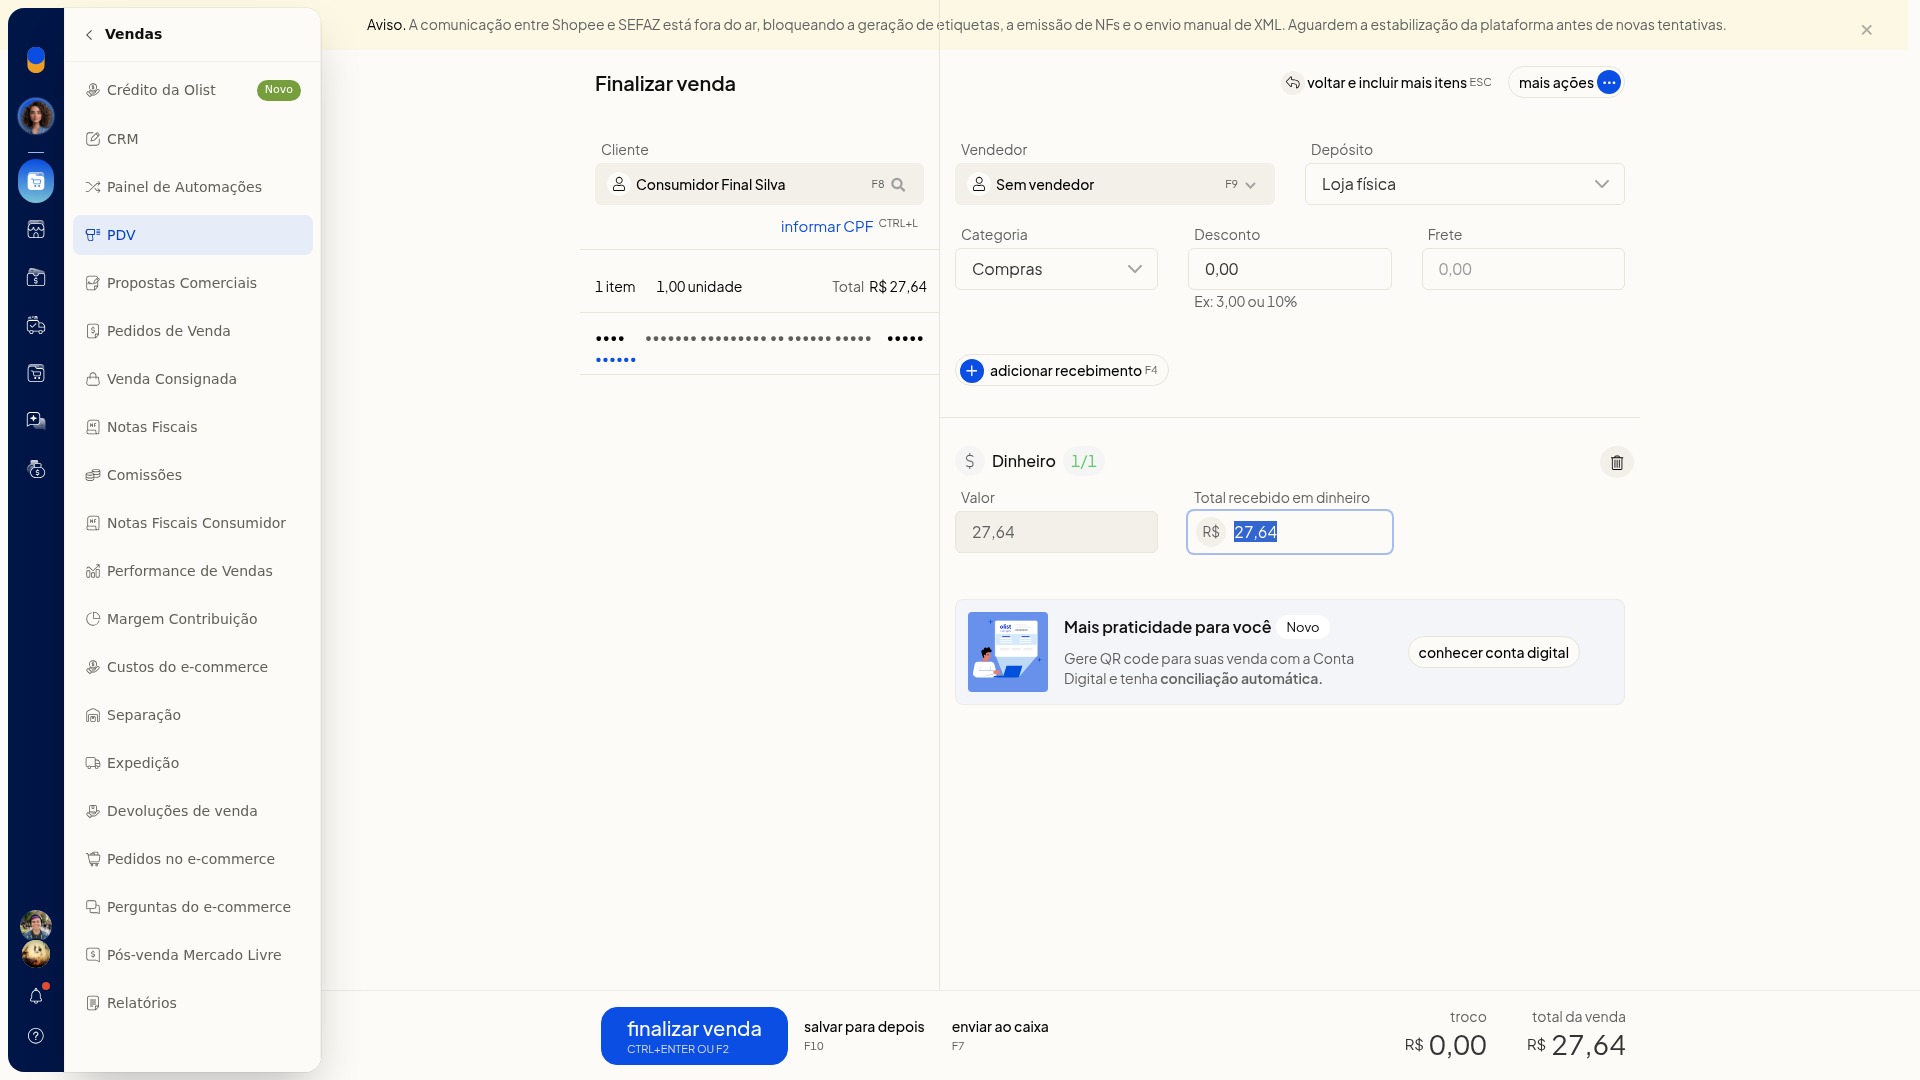 Aviso. A comunicação entre Shopee e SEFAZ está fora do ar, bloqueando a geração de etiquetas, a emissão de NFs e o envio manual de XML. Aguardem a estabilização da plataforma antes de novas tentativas.
Vendas
Crédito da Olist Novo
CRM
Painel de Automações
PDV
Propostas Comerciais
Pedidos de Venda
Venda Consignada
Notas Fiscais
Comissões
Notas Fiscais Consumidor
Performance de Vendas
Margem Contribuição
Custos do e-commerce
Separação
Expedição
Devoluções de venda
Pedidos no e-commerce
Perguntas do e-commerce
Pós-venda Mercado Livre
Relatórios
Finalizar venda
voltar e incluir mais itens ESC
mais ações
Cliente
Consumidor Final Silva F8
informar CPF CTRL+L
1 item 1,00 unidade Total R$ 27,64
Vendedor
Sem vendedor F9
Depósito
Loja física
Categoria
Compras
Desconto
0,00
Ex: 3,00 ou 10%
Frete
0,00
adicionar recebimento F4
$ Dinheiro 1/1
Valor
27,64
Total recebido em dinheiro
R$ 27,64
olist
Mais praticidade para você Novo
Gere QR code para suas venda com a Conta
Digital e tenha conciliação automática.
conhecer conta digital
finalizar venda
CTRL+ENTER OU F2
salvar para depois
F10
enviar ao caixa
F7
troco
R$ 0,00
total da venda
R$ 27,64